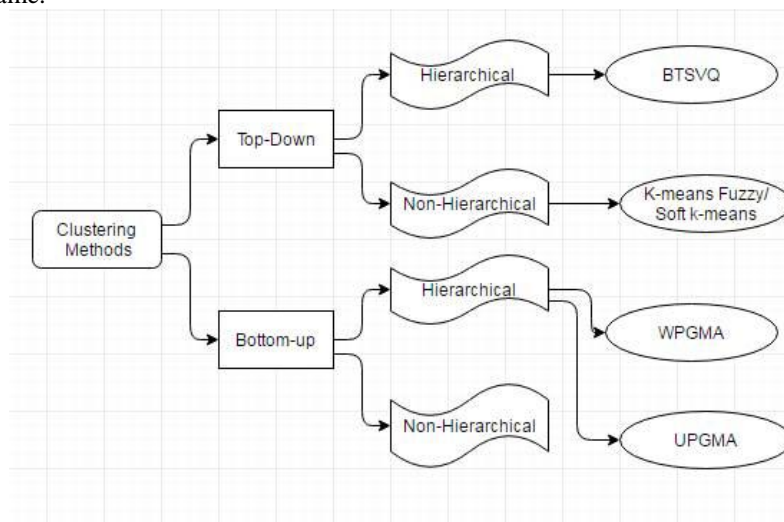 Hierarchical
BTSVQ
Top-Down
Non-Hierarchical
K-means Fuzzy/
Soft k-means
Clustering
Methods
Hierarchical
WPGMA
Bottom-up
Non-Hierarchical
UPGMA